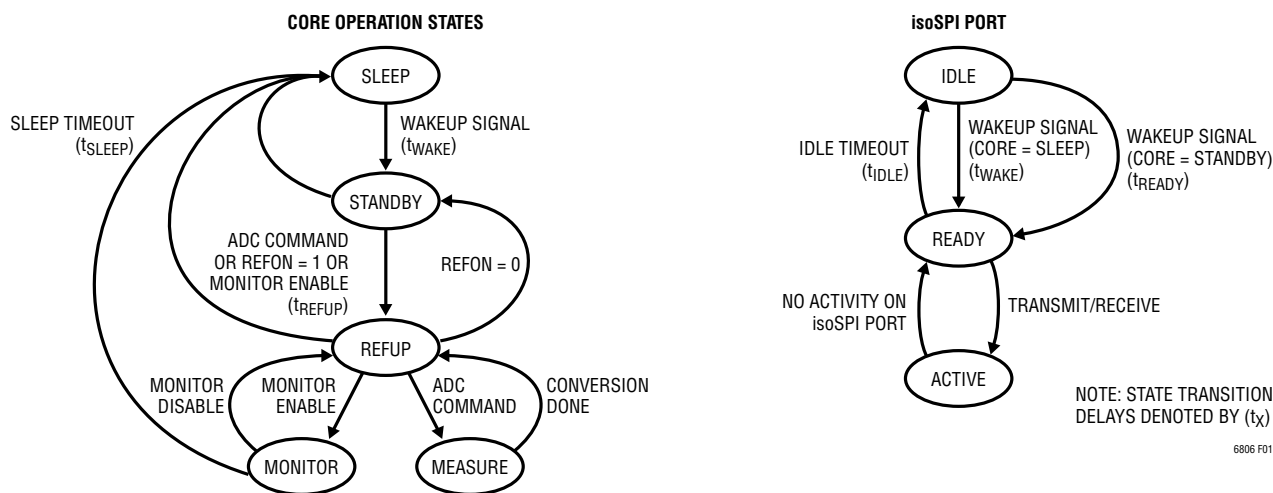 CORE OPERATION STATES
SLEEP
SLEEP TIMEOUT
(tSLEEP)
WAKEUP SIGNAL
(tWAKE)
STANDBY
ADC COMMAND
OR REFON = 1 OR
MONITOR ENABLE
(tREFUP)
REFON = 0
REFUP
MONITOR
DISABLE
MONITOR
ENABLE
ADC
COMMAND
CONVERSION
DONE
MONITOR
MEASURE
isoSPI PORT
IDLE
IDLE TIMEOUT
(tIDLE)
WAKEUP SIGNAL
(CORE = SLEEP)
(tWAKE)
WAKEUP SIGNAL
(CORE = STANDBY)
(tREADY)
READY
NO ACTIVITY ON
isoSPI PORT
TRANSMIT/RECEIVE
ACTIVE
NOTE: STATE TRANSITION
DELAYS DENOTED BY (tX)
6806 F01